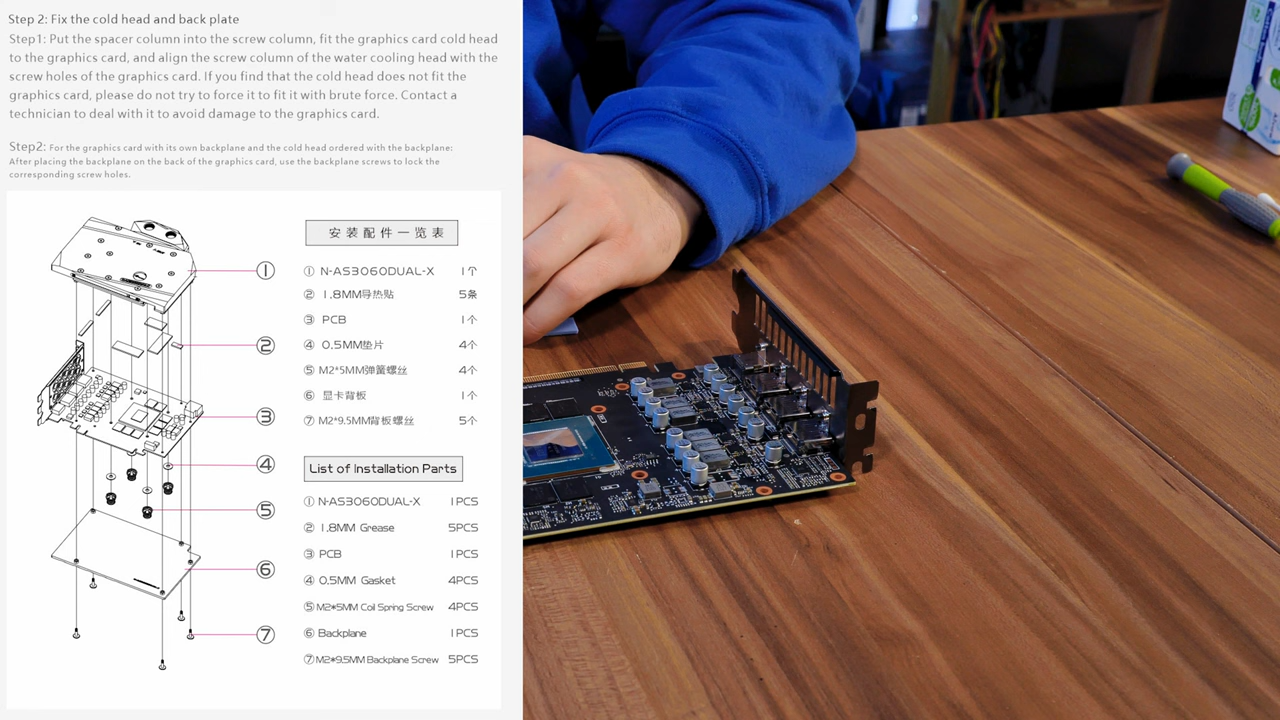 Step 2: Fix the cold head and back plate
Step1: Put the spacer column into the screw column, fit the graphics card cold head
to the graphics card, and align the screw column of the water cooling head with the
screw holes of the graphics card. If you find that the cold head does not fit the
graphics card, please do not try to force it to fit it with brute force. Contact a
technician to deal with it to avoid damage to the graphics card.
Step2: For the graphics card with its own backplane and the cold head ordered with the backplane:
After placing the backplane on the back of the graphics card, use the backplane screws to lock the
corresponding screw holes.
安装配件一览表
① N-AS3060DUAL-X 1个
② 1.8MM导热贴 5条
③ PCB 1个
④ 0.5MM垫片 4个
⑤ M2*5MM弹簧螺丝 4个
⑥ 显卡背板 1个
⑦ M2*9.5MM背板螺丝 5个
List of Installation Parts
① N-AS3060DUAL-X 1PCS
② 1.8MM Grease 5PCS
③ PCB 1PCS
④ 0.5MM Gasket 4PCS
⑤ M2*5MM Coil Spring Screw 4PCS
⑥ Backplane 1PCS
⑦ M2*9.5MM Backplane Screw 5PCS
①
②
③
④
⑤
⑥
⑦